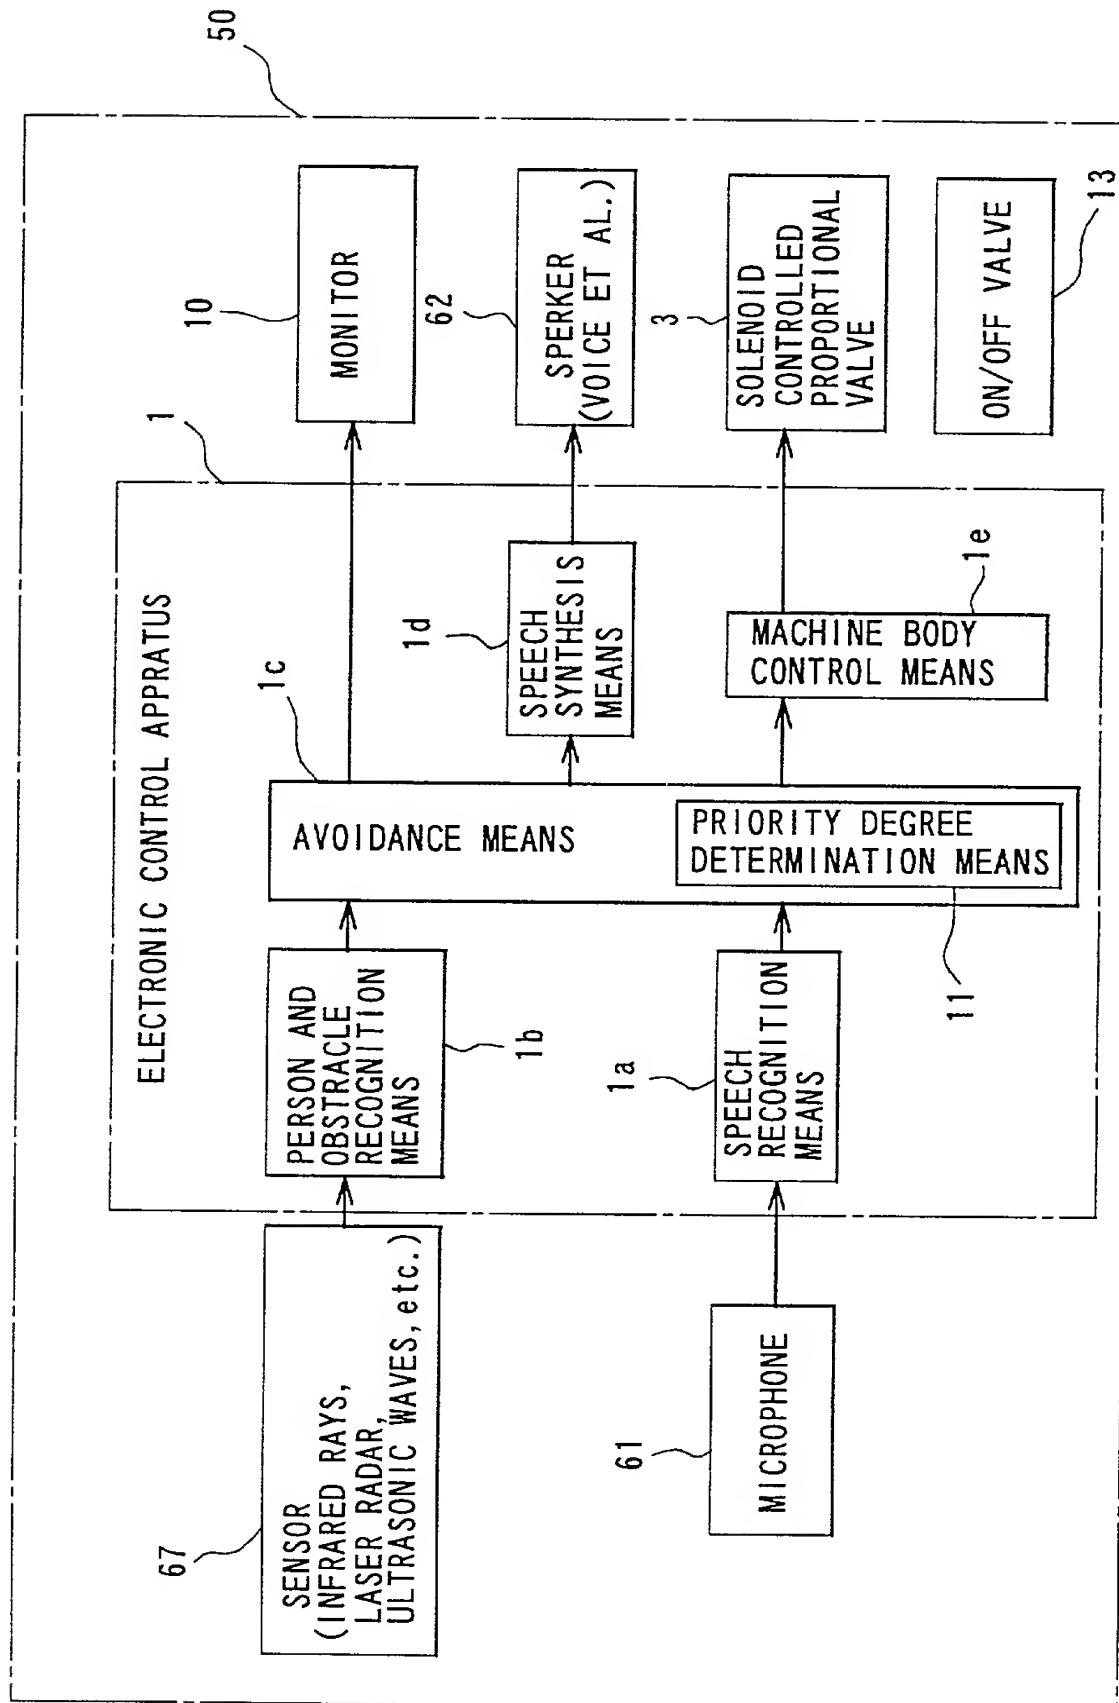 50
ELECTRONIC CONTROL APPRATUS
1
67
SENSOR
(INFRARED RAYS,
LASER RADAR,
ULTRASONIC WAVES, etc.)
PERSON AND
OBSTRACLE
RECOGNITION
MEANS
1b
1c
AVOIDANCE MEANS
10
MONITOR
1d
SPEECH
SYNTHESIS
MEANS
62
SPERKER
(VOICE ET AL.)
61
MICROPHONE
1a
SPEECH
RECOGNITION
MEANS
PRIORITY DEGREE
DETERMINATION MEANS
11
MACHINE BODY
CONTROL MEANS
1e
3
SOLENOID
CONTROLLED
PROPORTIONAL
VALVE
ON/OFF VALVE
13